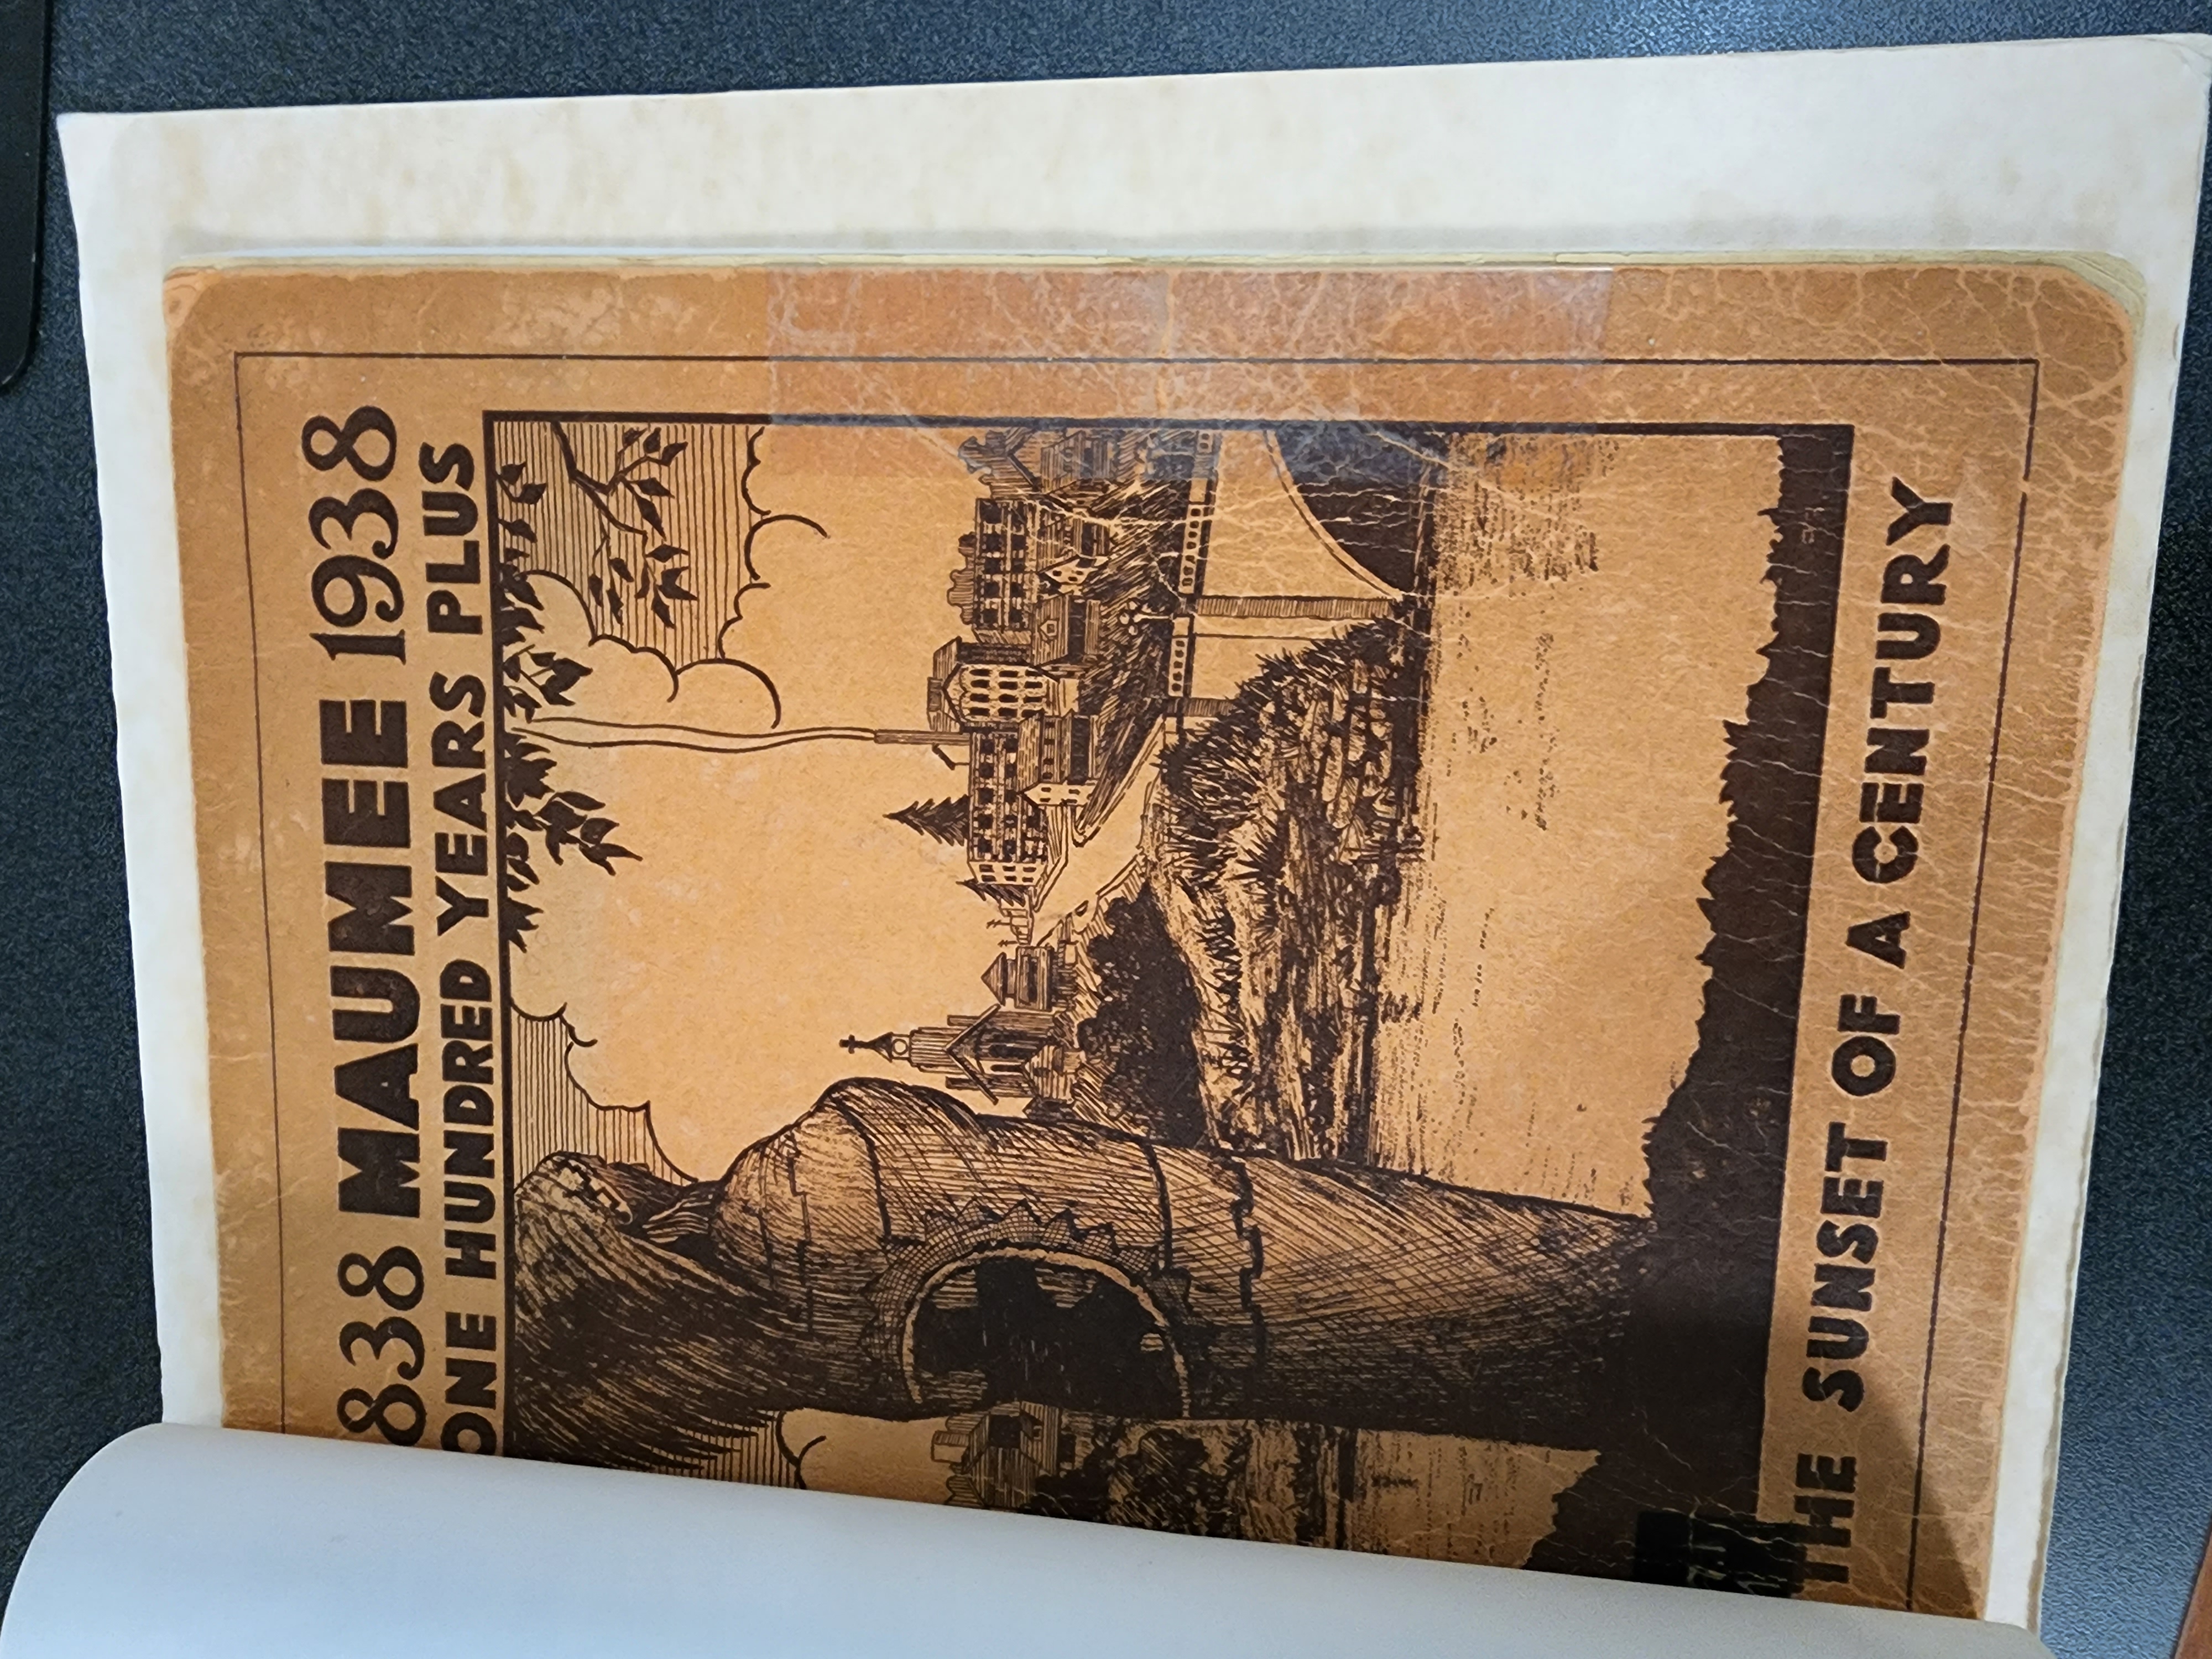 838 MAUMEE 1938
ONE HUNDRED YEARS PLUS
THE SUNSET OF A CENTURY